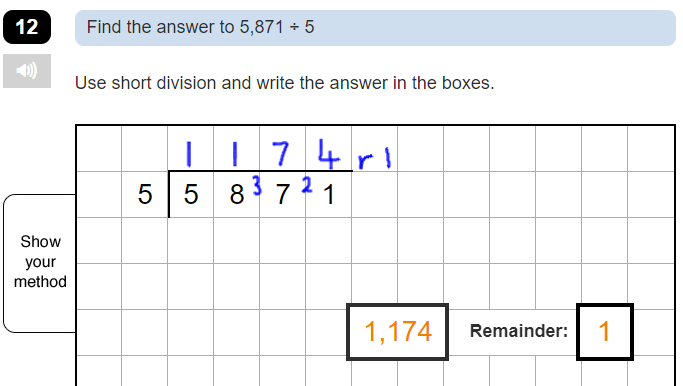 12
Find the answer to 5,871 ÷ 5
Use short division and write the answer in the boxes.
1 1 7 4 r 1
5 5 8 3 7 2 1
Show
your
method
1,174 Remainder: 1